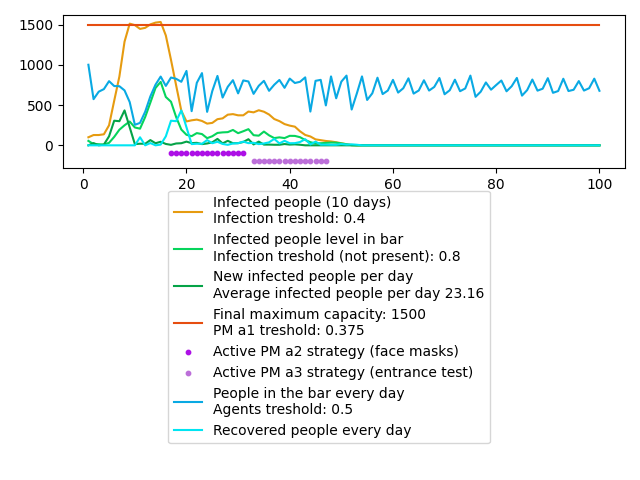 1500
1000
500
0
0 20 40 60 80 100
Infected people (10 days)
Infection treshold: 0.4
Infected people level in bar
Infection treshold (not present): 0.8
New infected people per day
Average infected people per day 23.16
Final maximum capacity: 1500
PM a1 treshold: 0.375
Active PM a2 strategy (face masks)
Active PM a3 strategy (entrance test)
People in the bar every day
Agents treshold: 0.5
Recovered people every day